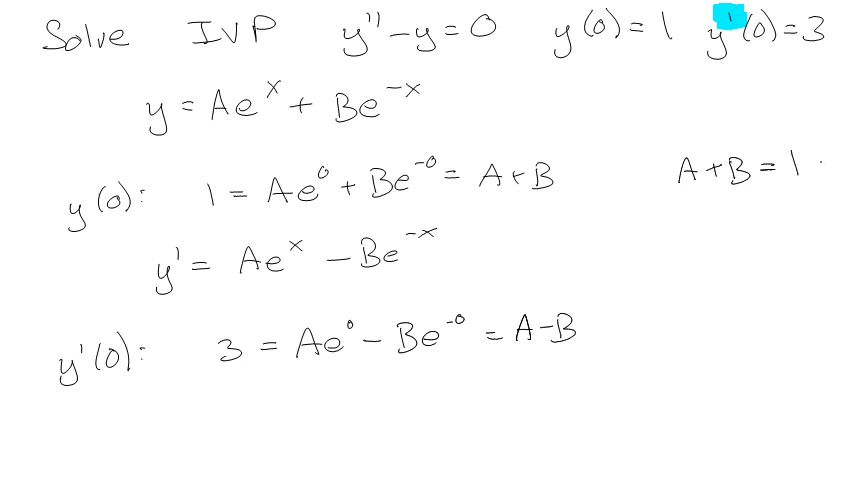 Solve IVP y'' - y = 0 y(0) = 1 y'(0) = 3
y = Ae^x + Be^-x
y(0): 1 = Ae^0 + Be^-0 = A + B A + B = 1
y' = Ae^x - Be^-x
y'(0): 3 = Ae^0 - Be^-0 = A - B